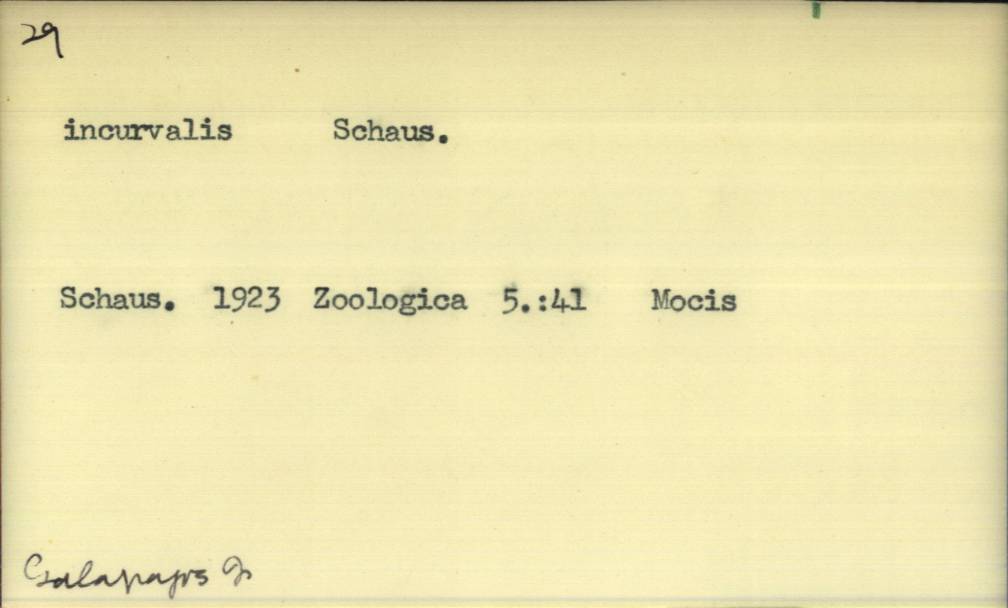 29
incurvalis Schaus.
Schaus. 1923 Zoologica 5.:41 Mocis
Galapagos Is